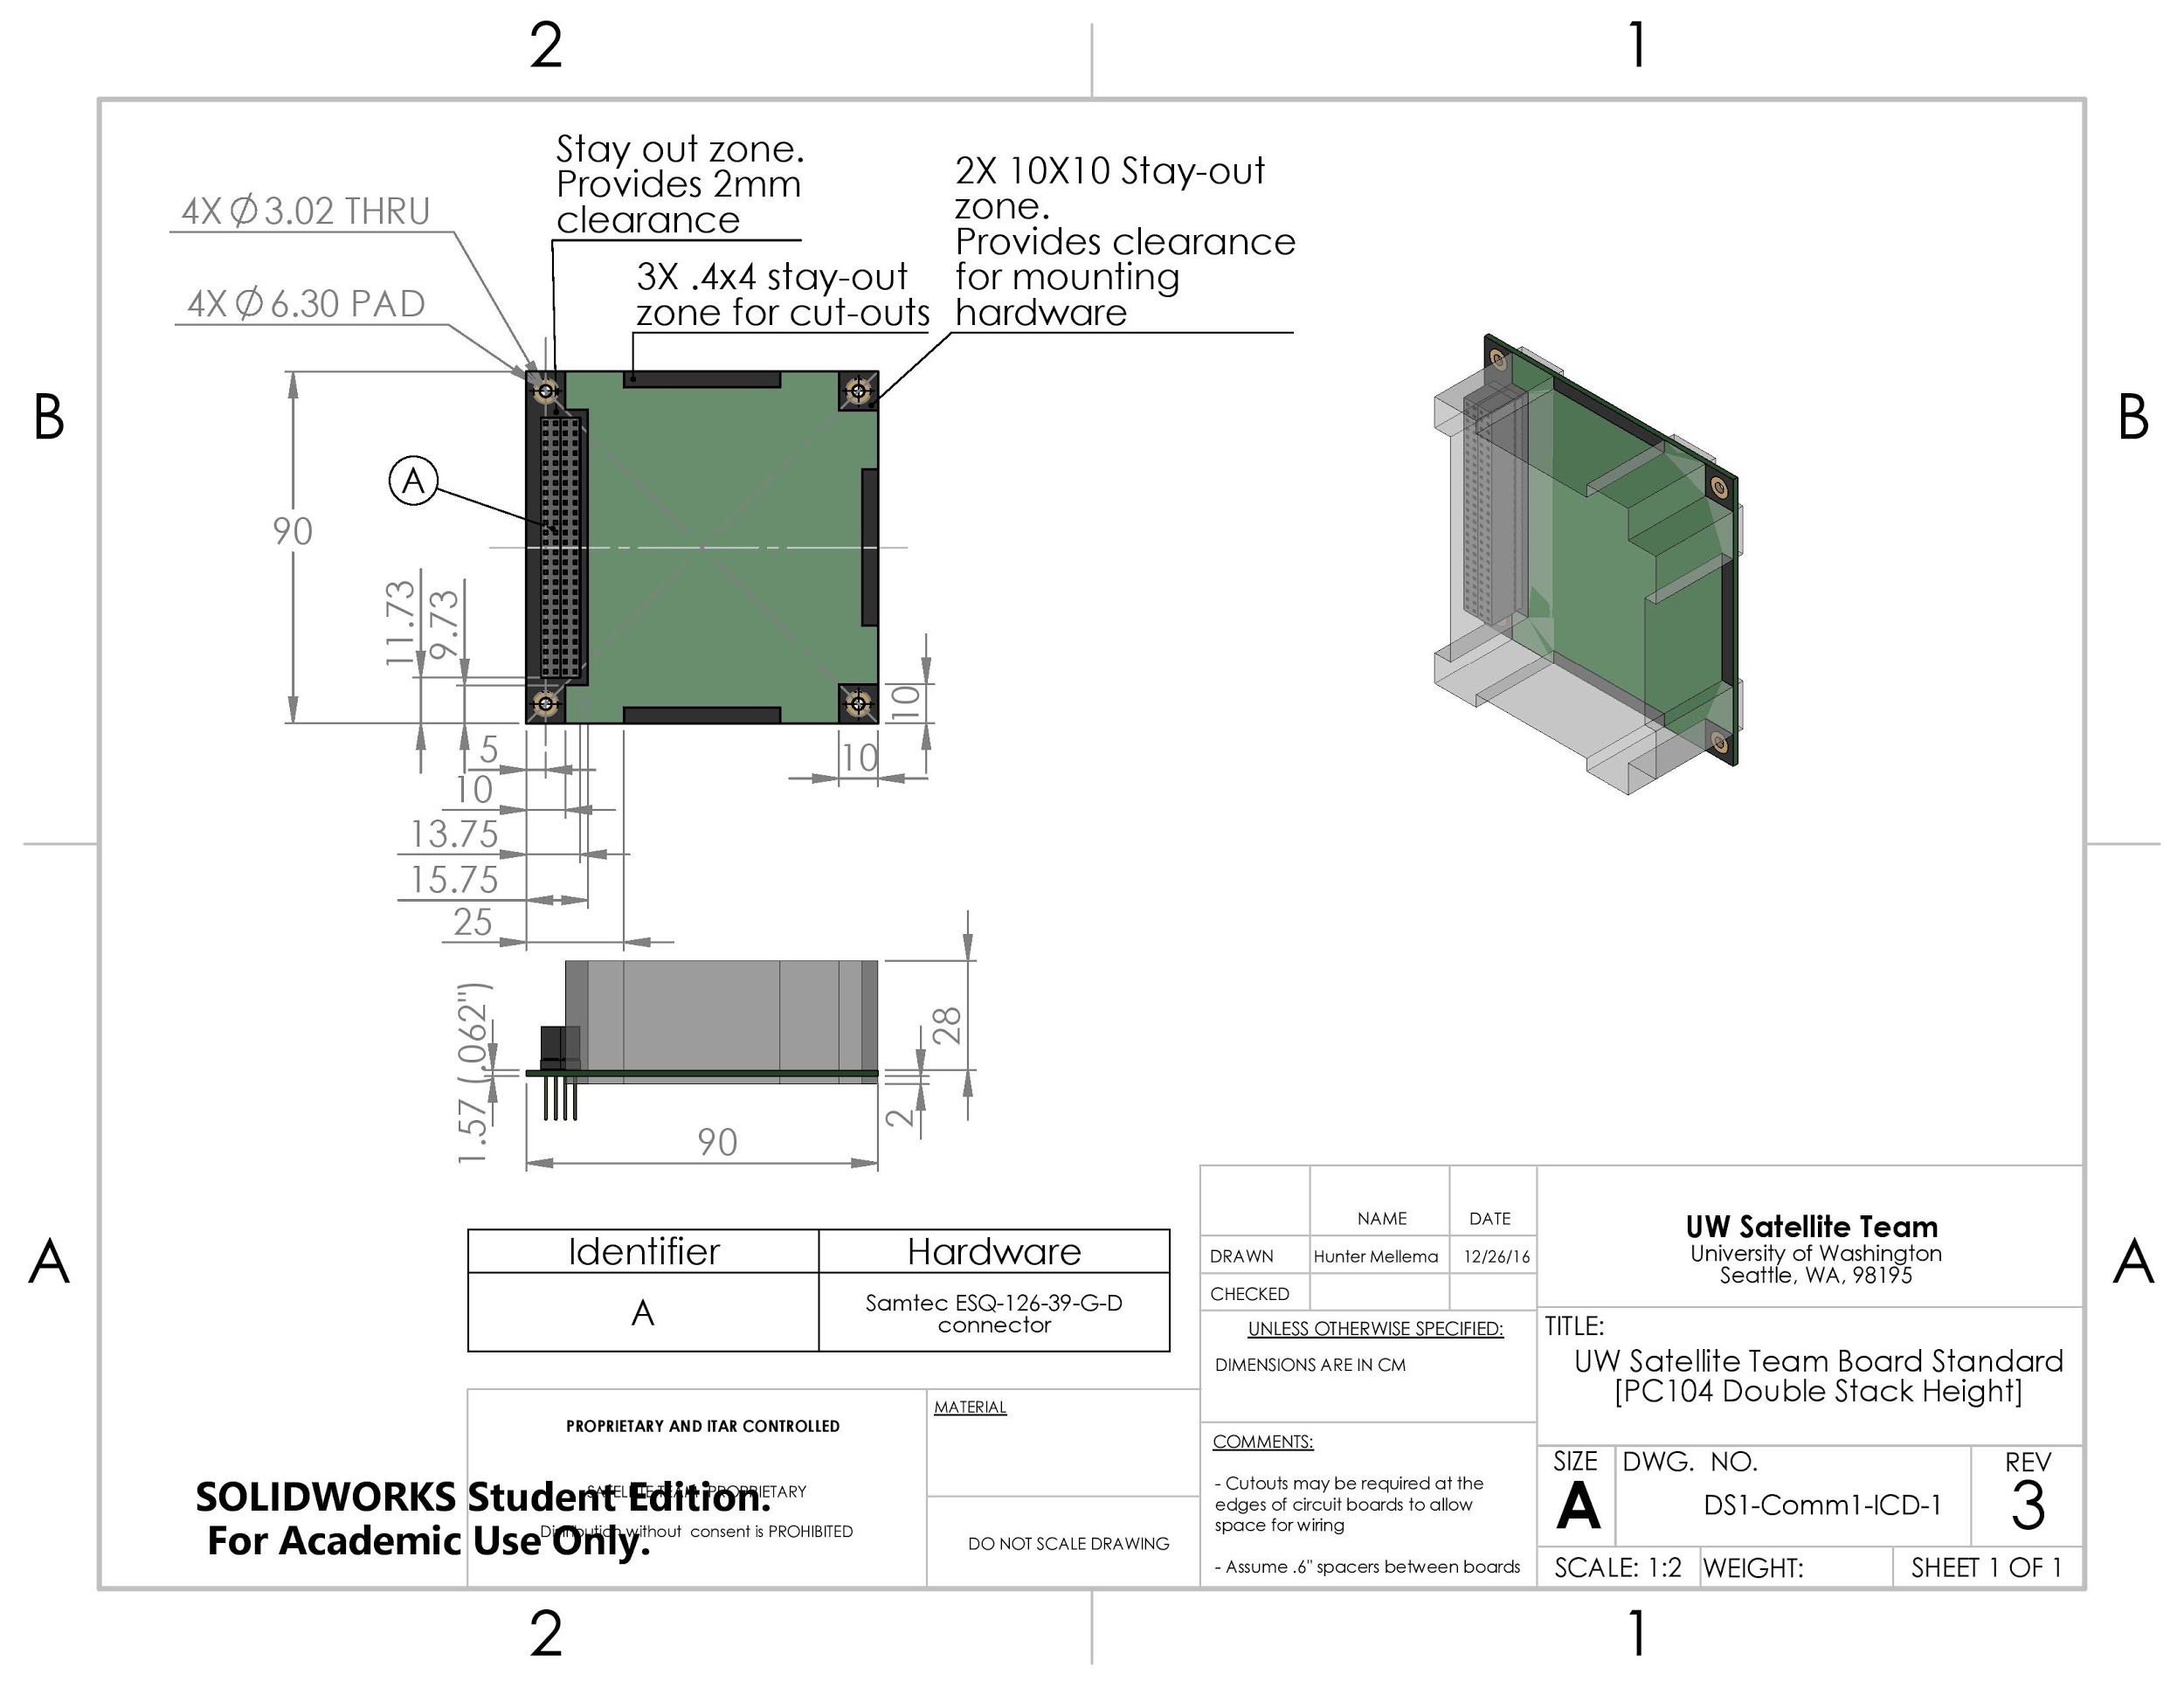 2
1
Stay out zone.
Provides 2mm
clearance
2X 10X10 Stay-out
zone.
Provides clearance
for mounting
hardware
4X Ø 3.02 THRU
3X .4x4 stay-out
zone for cut-outs
4X Ø 6.30 PAD
B
B
A
90
11.73
9.73
10
10
5
10
13.75
15.75
25
1.57 (.062")
28
2
90
A
A
Identifier
Hardware
A
Samtec ESQ-126-39-G-D
connector
NAME
DATE
DRAWN
Hunter Mellema
12/26/16
CHECKED
UNLESS OTHERWISE SPECIFIED:
DIMENSIONS ARE IN CM
COMMENTS:
- Cutouts may be required at the
edges of circuit boards to allow
space for wiring
- Assume .6" spacers between boards
UW Satellite Team
University of Washington
Seattle, WA, 98195
TITLE:
UW Satellite Team Board Standard
[PC104 Double Stack Height]
SIZE
A
DWG. NO.
DS1-Comm1-ICD-1
REV
3
SCALE: 1:2
WEIGHT:
SHEET 1 OF 1
PROPRIETARY AND ITAR CONTROLLED
SATELLITE TEAM PROPRIETARY
Distribution without consent is PROHIBITED
MATERIAL
DO NOT SCALE DRAWING
SOLIDWORKS Student Edition.
For Academic Use Only.
2
1